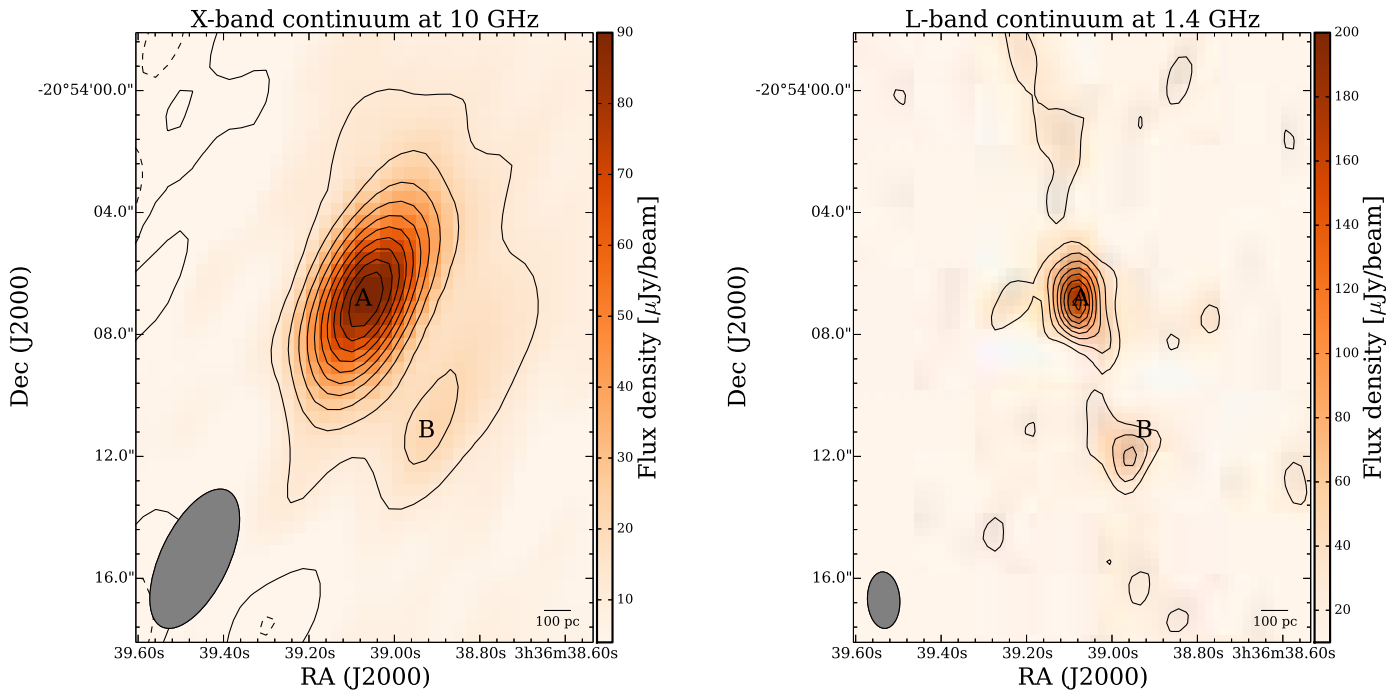 X-band continuum at 10 GHz
Dec (J2000)
-20°54'00.0"
04.0"
08.0"
12.0"
16.0"
A
B
100 pc
39.60s 39.40s 39.20s 39.00s 38.80s 3h36m38.60s
RA (J2000)
90
80
70
60
50
40
30
20
10
Flux density [μJy/beam]
L-band continuum at 1.4 GHz
Dec (J2000)
-20°54'00.0"
04.0"
08.0"
12.0"
16.0"
A
B
100 pc
39.60s 39.40s 39.20s 39.00s 38.80s 3h36m38.60s
RA (J2000)
200
180
160
140
120
100
80
60
40
20
Flux density [μJy/beam]